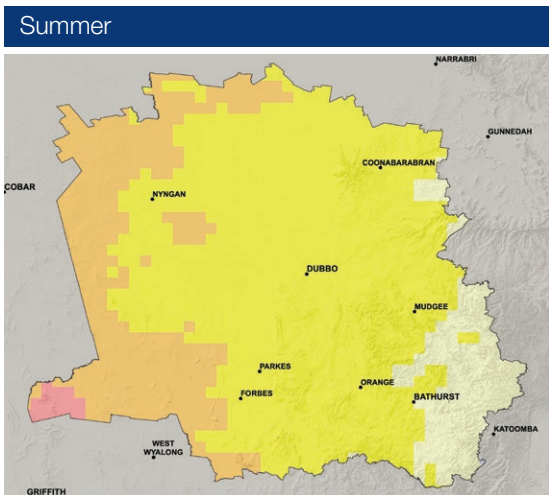 Summer
NARRABRI
GUNNEDAH
COONABARABRAN
COBAR
NYNGAN
DUBBO
MUDGEE
PARKES
ORANGE
FORBES
BATHURST
KATOOMBA
WEST
WYALONG
GRIFFITH